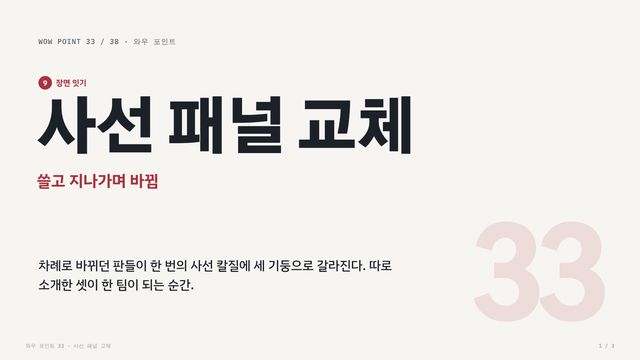 WOW POINT 33 / 38 · 와우 포인트
9 장면 잇기
사선 패널 교체
쓸고 지나가며 바뀜
차례로 바뀌던 판들이 한 번의 사선 칼질에 세 기둥으로 갈라진다. 따로
소개한 셋이 한 팀이 되는 순간.
33
와우 포인트 33 · 사선 패널 교체
1 / 3